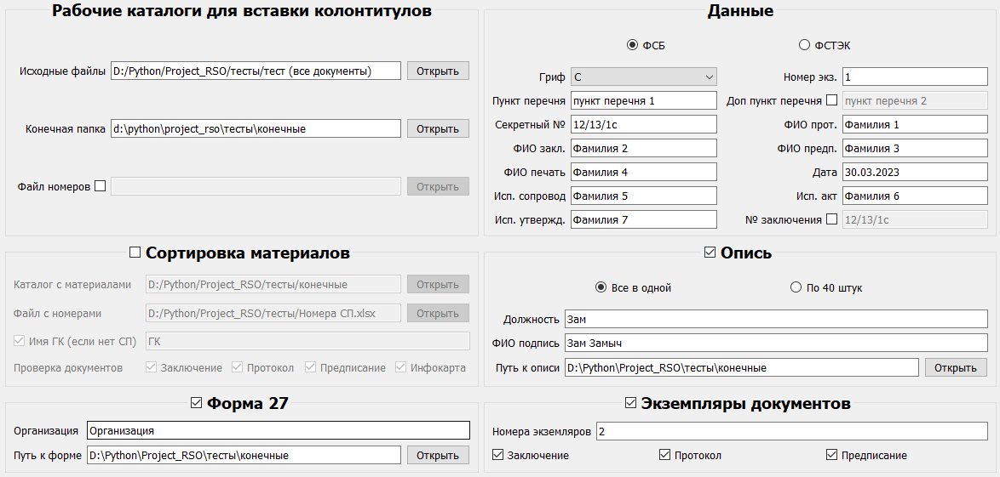 Рабочие каталоги для вставки колонтитулов
Исходные файлы D:/Python/Project_RSO/тесты/тест (все документы) Открыть
Конечная папка d:\python\project_rso\тесты\конечные Открыть
Файл номеров Открыть
Данные
ФСБ ФСТЭК
Гриф С Номер экз. 1
Пункт перечня пункт перечня 1 Доп пункт перечня пункт перечня 2
Секретный № 12/13/1с ФИО прот. Фамилия 1
ФИО закл. Фамилия 2 ФИО предп. Фамилия 3
ФИО печать Фамилия 4 Дата 30.03.2023
Исп. сопровод Фамилия 5 Исп. акт Фамилия 6
Исп. утвержд. Фамилия 7 № заключения 12/13/1с
Сортировка материалов
Каталог с материалами D:/Python/Project_RSO/тесты/конечные Открыть
Файл с номерами D:/Python/Project_RSO/тесты/Номера СП.xlsx Открыть
Имя ГК (если нет СП) ГК
Проверка документов Заключение Протокол Предписание Инфокарта
Опись
Все в одной По 40 штук
Должность Зам
ФИО подпись Зам Замыч
Путь к описи D:\Python\Project_RSO\тесты\конечные Открыть
Форма 27
Организация Организация
Путь к форме D:\Python\Project_RSO\тесты\конечные Открыть
Экземпляры документов
Номера экземляров 2
Заключение Протокол Предписание